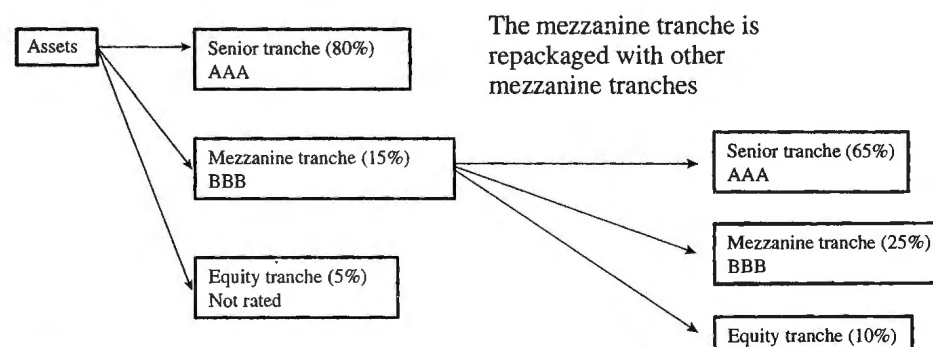 The mezzanine tranche is
repackaged with other
mezzanine tranches
Assets
Senior tranche (80%)
AAA
Mezzanine tranche (15%)
BBB
Equity tranche (5%)
Not rated
Senior tranche (65%)
AAA
Mezzanine tranche (25%)
BBB
Equity tranche (10%)